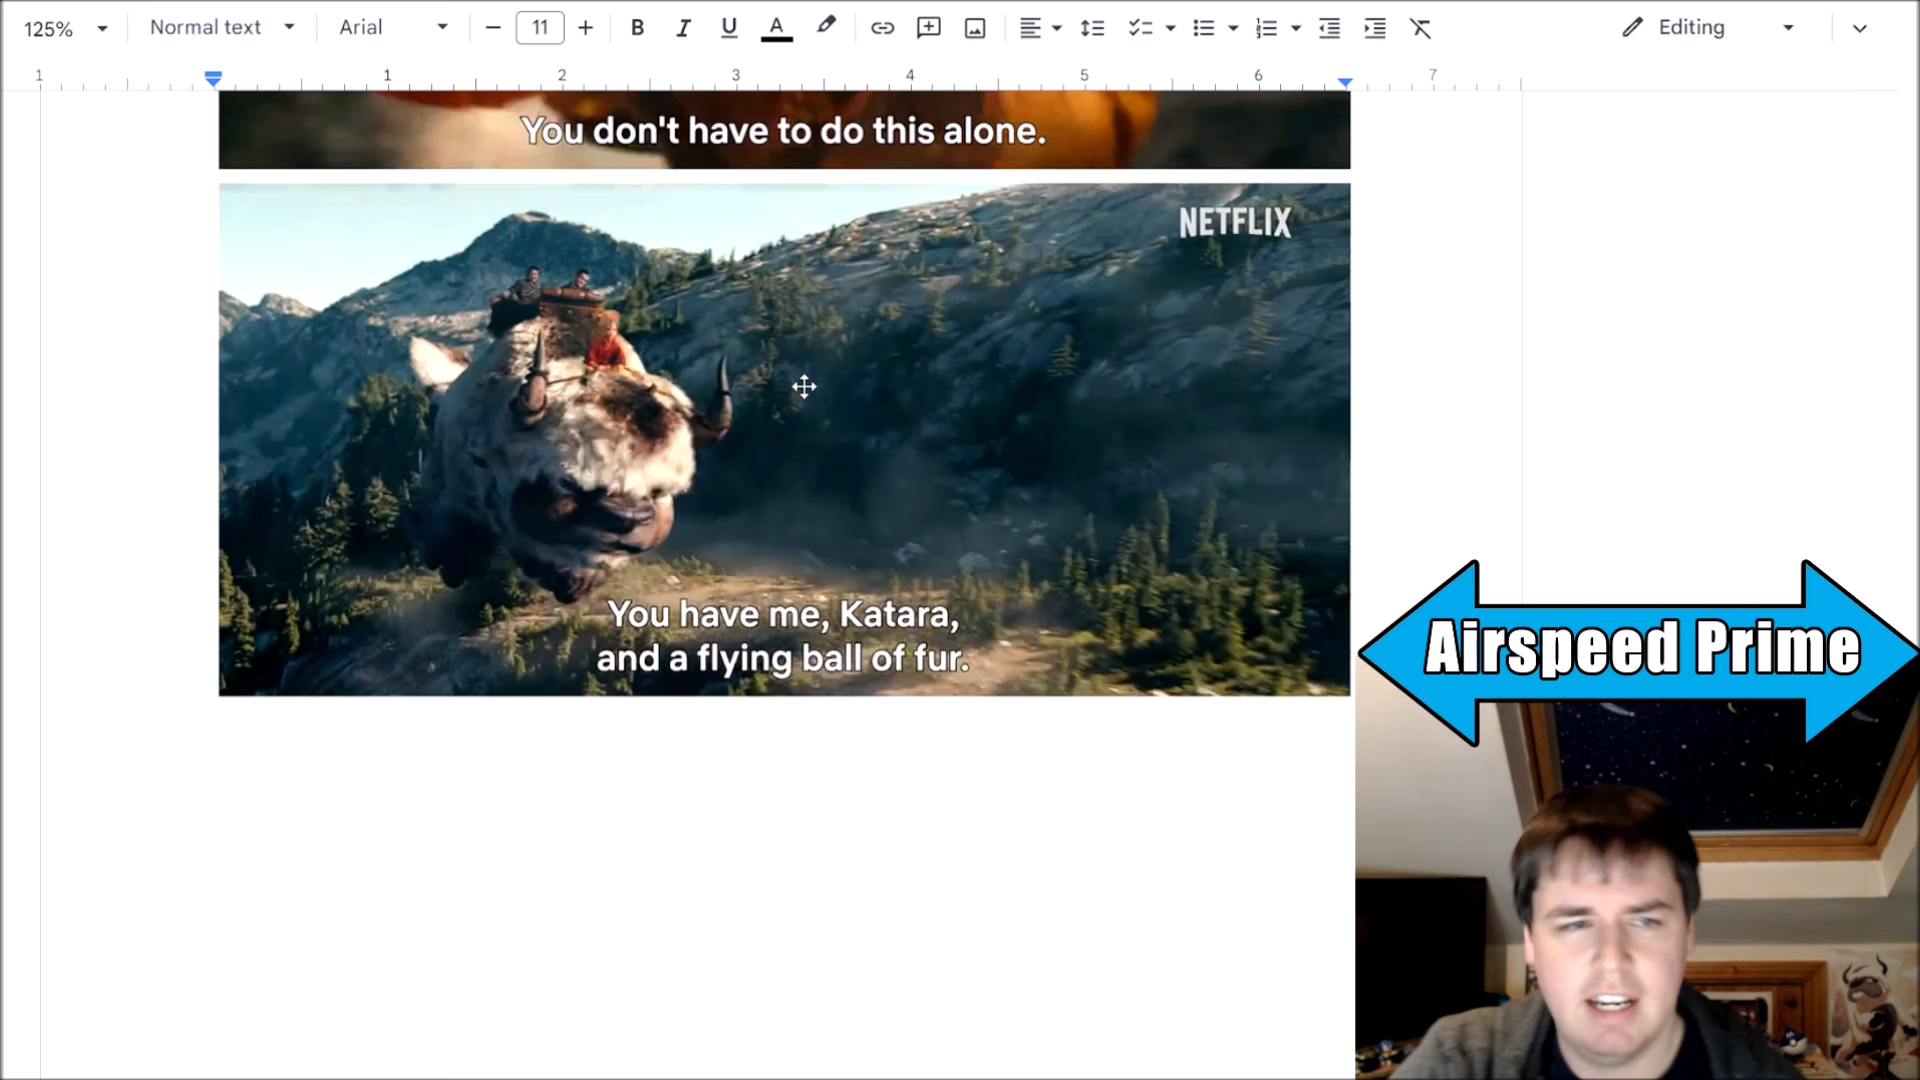 125% Normal text Arial 11 B I U A Editing
1 1 2 3 4 5 6 7
You don't have to do this alone.
NETFLIX
You have me, Katara,
and a flying ball of fur.
Airspeed Prime